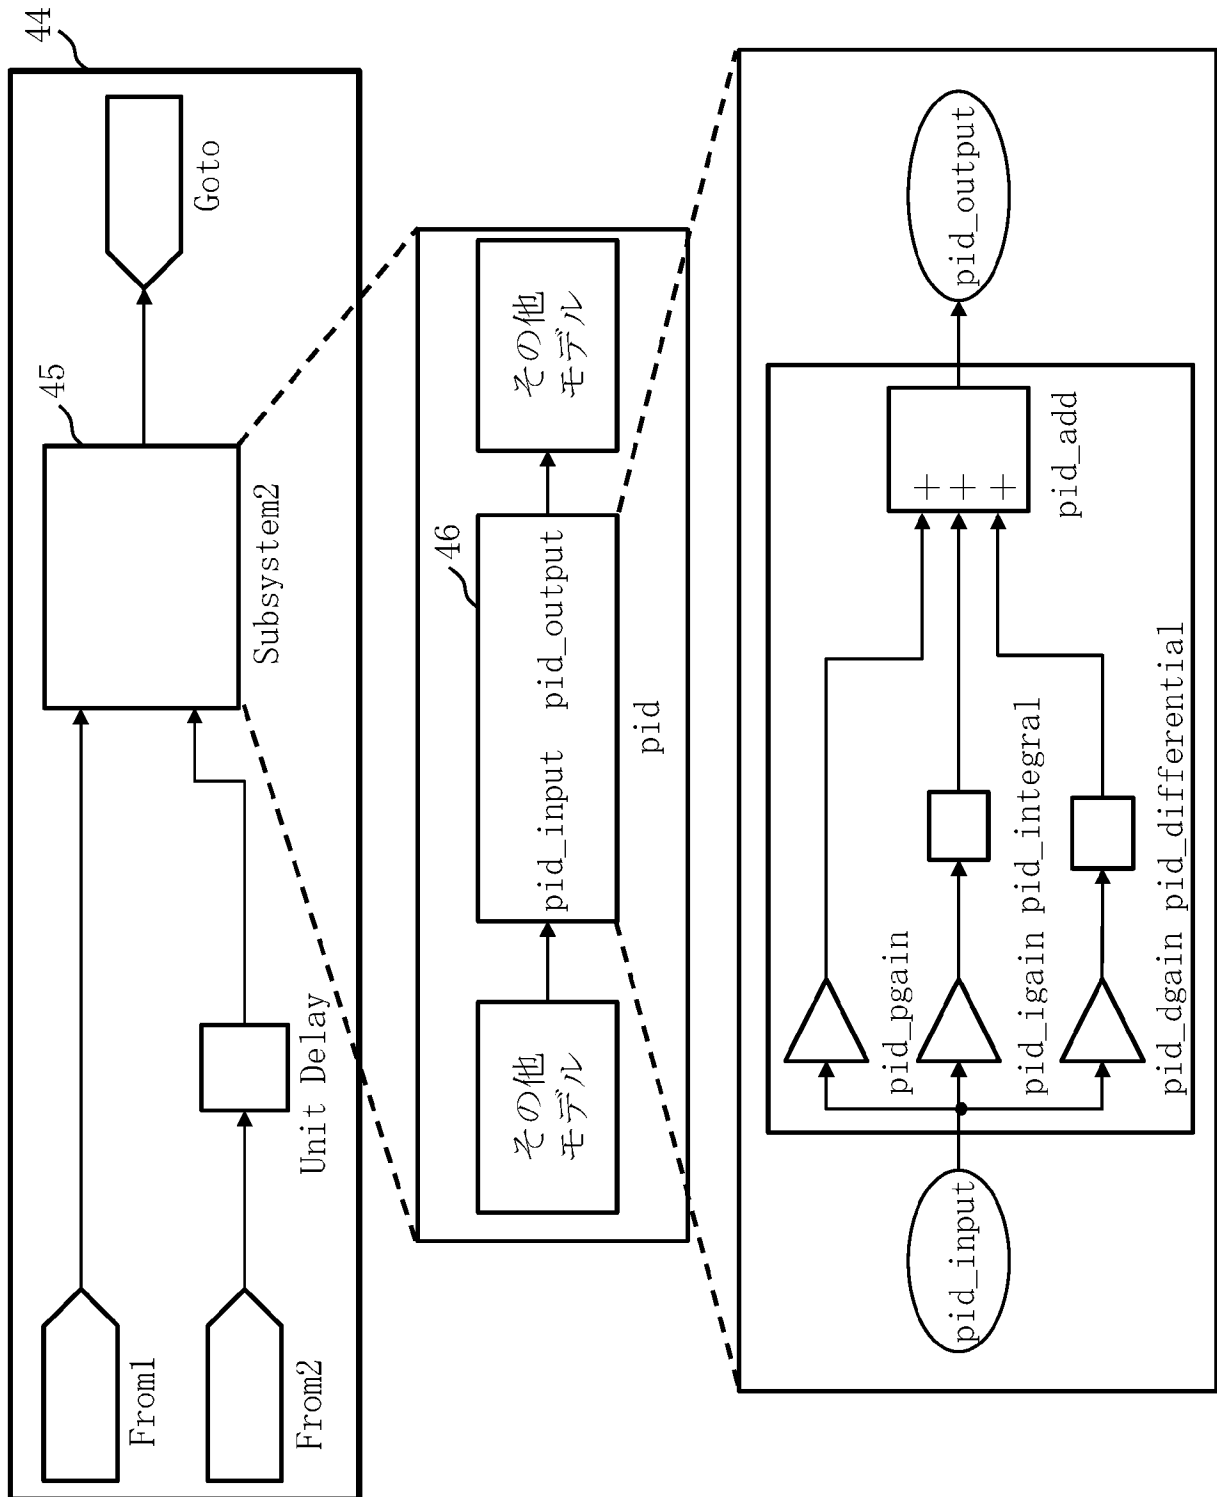 44
45
From1
Goto
Subsystem2
From2
Unit Delay
46
その他
モデル
pid_input
pid_output
その他
モデル
pid
pid_input
pid_pgain
pid_igain
pid_integral
pid_dgain
pid_differential
+
+
+
pid_add
pid_output